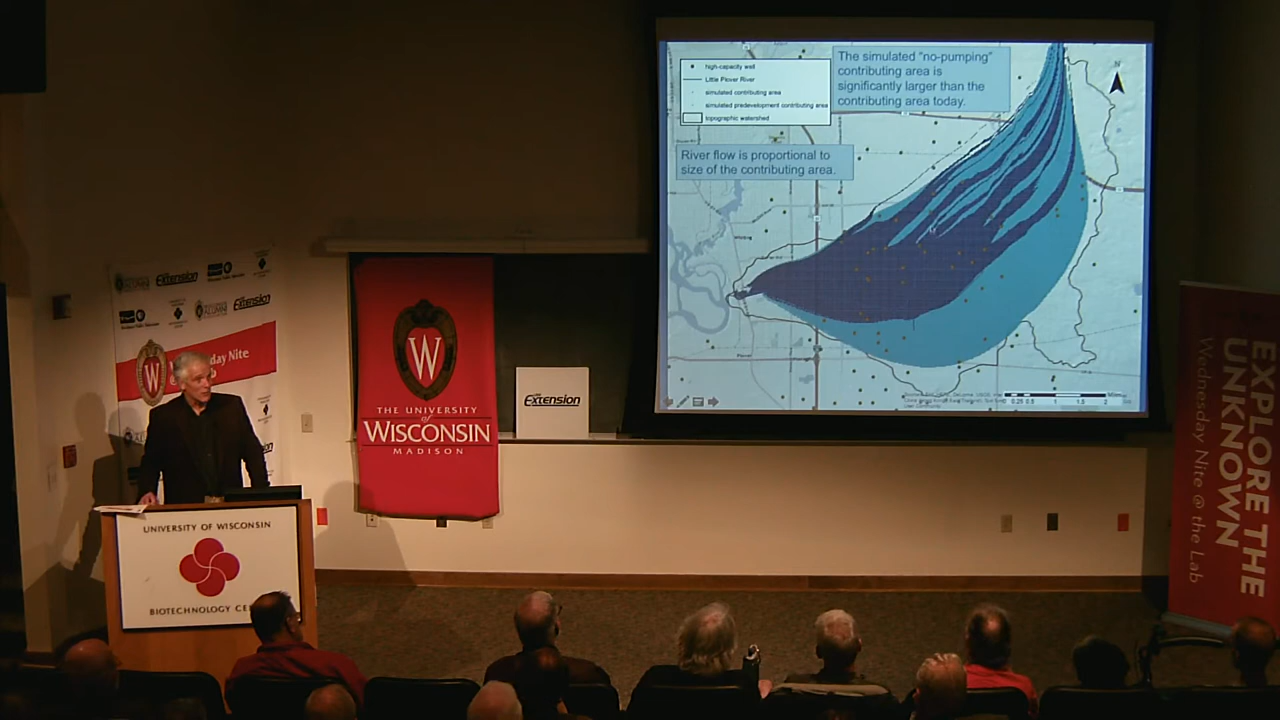 The simulated "no-pumping"
contributing area is
significantly larger than the
contributing area today.
high-capacity well
Little Plover River
simulated contributing area
simulated predevelopment contributing area
topographic watershed
River flow is proportional to
size of the contributing area.
N
Extension
Extension
day Nite
W
W
THE UNIVERSITY
of
WISCONSIN
MADISON
Extension
UNIVERSITY OF WISCONSIN
BIOTECHNOLOGY CE
EXPLORE THE
UNKNOWN
Wednesday Nite @ the Lab